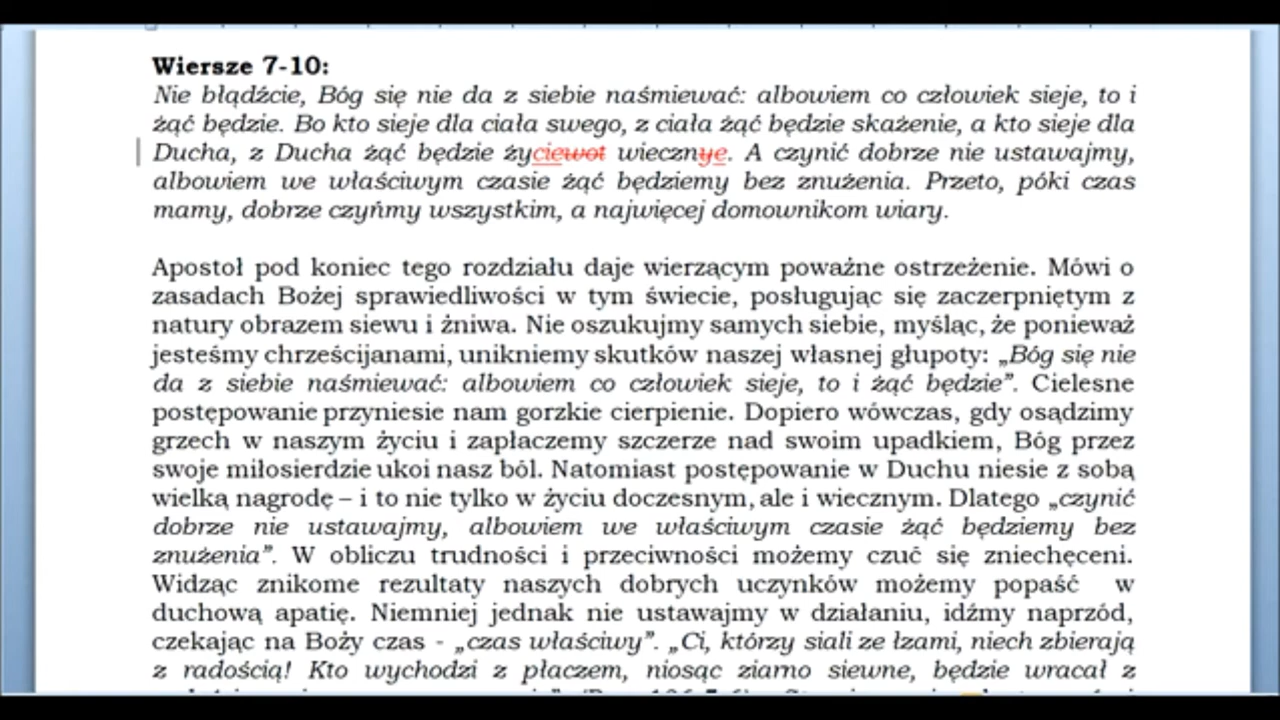 Wiersze 7-10:
Nie błądźcie, Bóg się nie da z siebie naśmiewać: albowiem co człowiek sieje, to i
żąć będzie. Bo kto sieje dla ciała swego, z ciała żąć będzie skażenie, a kto sieje dla
Ducha, z Ducha żąć będzie życiewot wiecznye. A czynić dobrze nie ustawajmy,
albowiem we właściwym czasie żąć będziemy bez znużenia. Przeto, póki czas
mamy, dobrze czyńmy wszystkim, a najwięcej domownikom wiary.
Apostoł pod koniec tego rozdziału daje wierzącym poważne ostrzeżenie. Mówi o
zasadach Bożej sprawiedliwości w tym świecie, posługując się zaczerpniętym z
natury obrazem siewu i żniwa. Nie oszukujmy samych siebie, myśląc, że ponieważ
jesteśmy chrześcijanami, unikniemy skutków naszej własnej głupoty: „Bóg się nie
da z siebie naśmiewać: albowiem co człowiek sieje, to i żąć będzie”. Cielesne
postępowanie przyniesie nam gorzkie cierpienie. Dopiero wówczas, gdy osądzimy
grzech w naszym życiu i zapłaczemy szczerze nad swoim upadkiem, Bóg przez
swoje miłosierdzie ukoi nasz ból. Natomiast postępowanie w Duchu niesie z sobą
wielką nagrodę – i to nie tylko w życiu doczesnym, ale i wiecznym. Dlatego „czynić
dobrze nie ustawajmy, albowiem we właściwym czasie żąć będziemy bez
znużenia”. W obliczu trudności i przeciwności możemy czuć się zniechęceni.
Widząc znikome rezultaty naszych dobrych uczynków możemy popaść w
duchową apatię. Niemniej jednak nie ustawajmy w działaniu, idźmy naprzód,
czekając na Boży czas - „czas właściwy”. „Ci, którzy siali ze łzami, niech zbierają
z radością! Kto wychodzi z płaczem, niosąc ziarno siewne, będzie wracał z